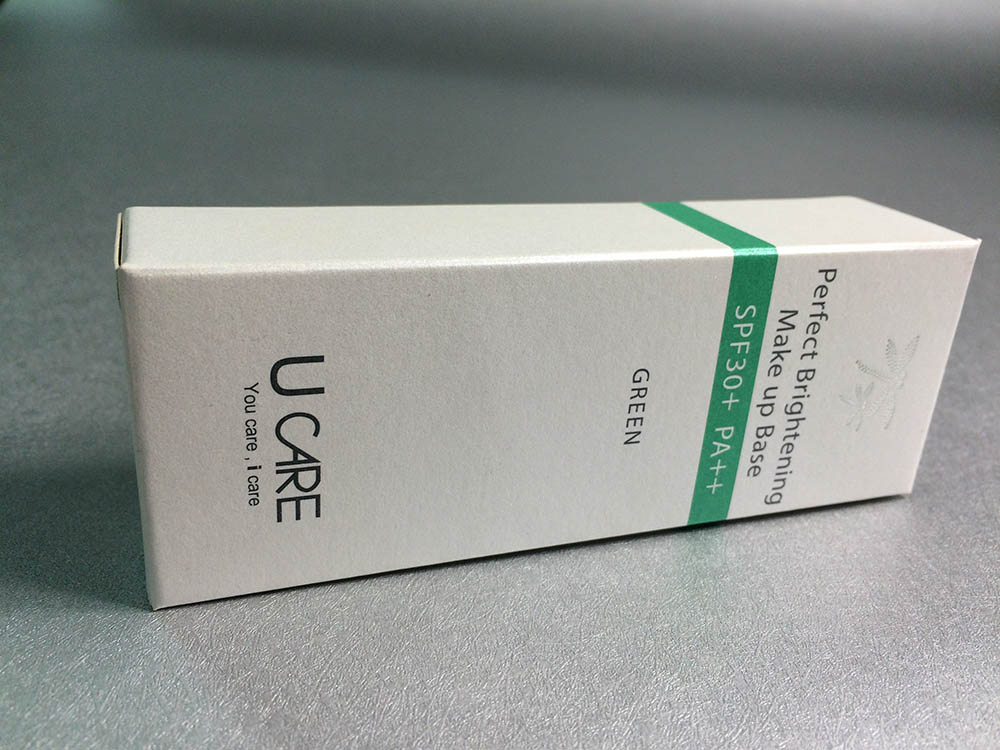 Perfect Brightening
Make up Base
SPF30+ PA++
GREEN
U CARE
You care , i care